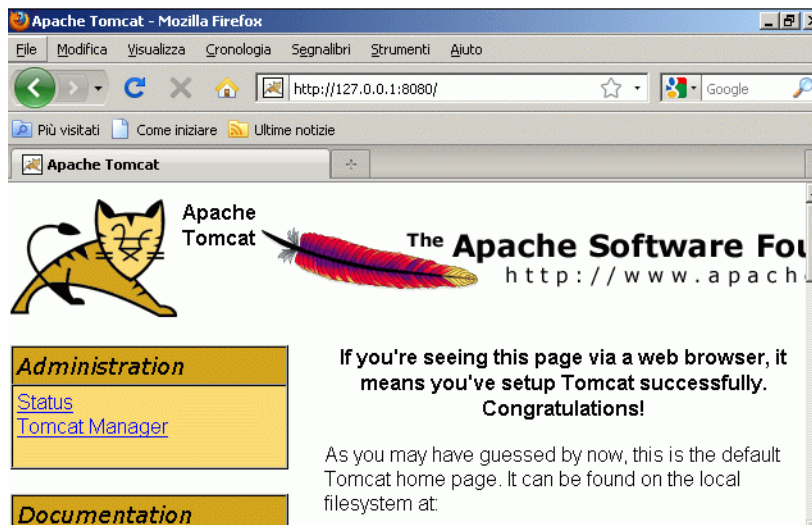 Apache Tomcat - Mozilla Firefox
File Modifica Visualizza Cronologia Segnalibri Strumenti Aiuto
http://127.0.0.1:8080/ Google
Più visitati Come iniziare Ultime notizie
Apache Tomcat
Apache
Tomcat
The Apache Software Fou
http://www.apach
Administration
Status
Tomcat Manager
Documentation
If you're seeing this page via a web browser, it
means you've setup Tomcat successfully.
Congratulations!
As you may have guessed by now, this is the default
Tomcat home page. It can be found on the local
filesystem at: